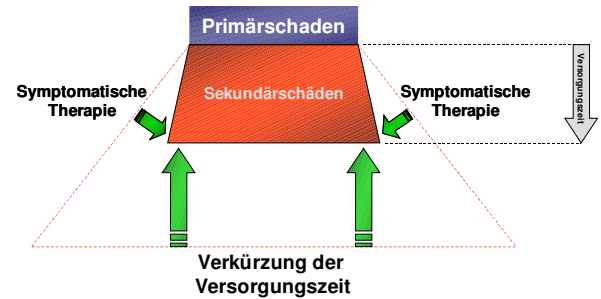 Primärschaden
Symptomatische
Therapie
Sekundärschäden
Symptomatische
Therapie
Versorgungszeit
Verkürzung der
Versorgungszeit